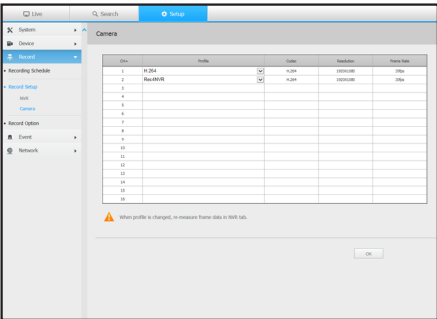 Live
Search
Setup
System
Device
Record
Recording Schedule
Record Setup
NVR
Camera
Record Option
Event
Network
Camera
CH Profile Codec Resolution Frame Rate
1 H.264 H.264 1920X1080 30fps
2 Rec4NVR H.264 1920X1080 30fps
3
4
5
6
7
8
9
10
11
12
13
14
15
16
When profile is changed, re-measure frame data in NVR tab.
OK